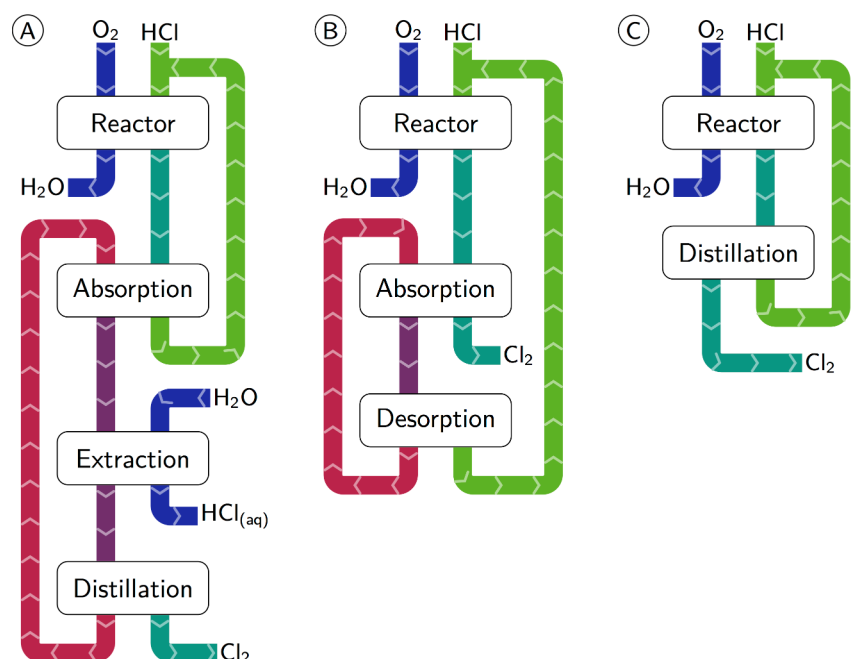 A
O₂ HCl
Reactor
H₂O
Absorption
H₂O
Extraction
HCl(aq)
Distillation
Cl₂
B
O₂ HCl
Reactor
H₂O
Absorption
Cl₂
Desorption
C
O₂ HCl
Reactor
H₂O
Distillation
Cl₂